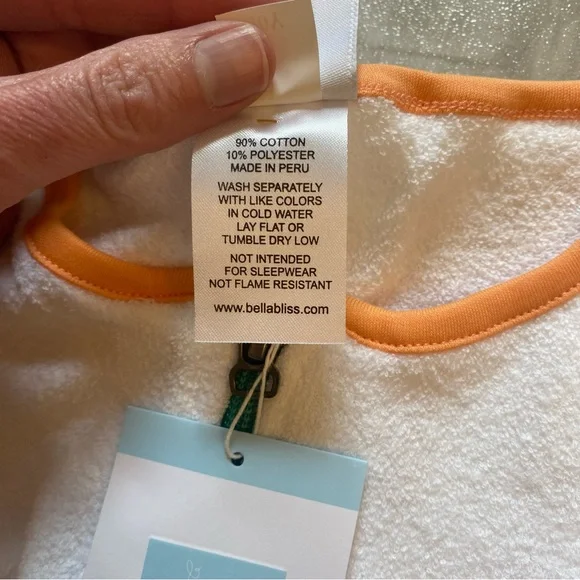 90% COTTON
10% POLYESTER
MADE IN PERU
WASH SEPARATELY
WITH LIKE COLORS
IN COLD WATER
LAY FLAT OR
TUMBLE DRY LOW
NOT INTENDED
FOR SLEEPWEAR
NOT FLAME RESISTANT
www.bellabliss.com